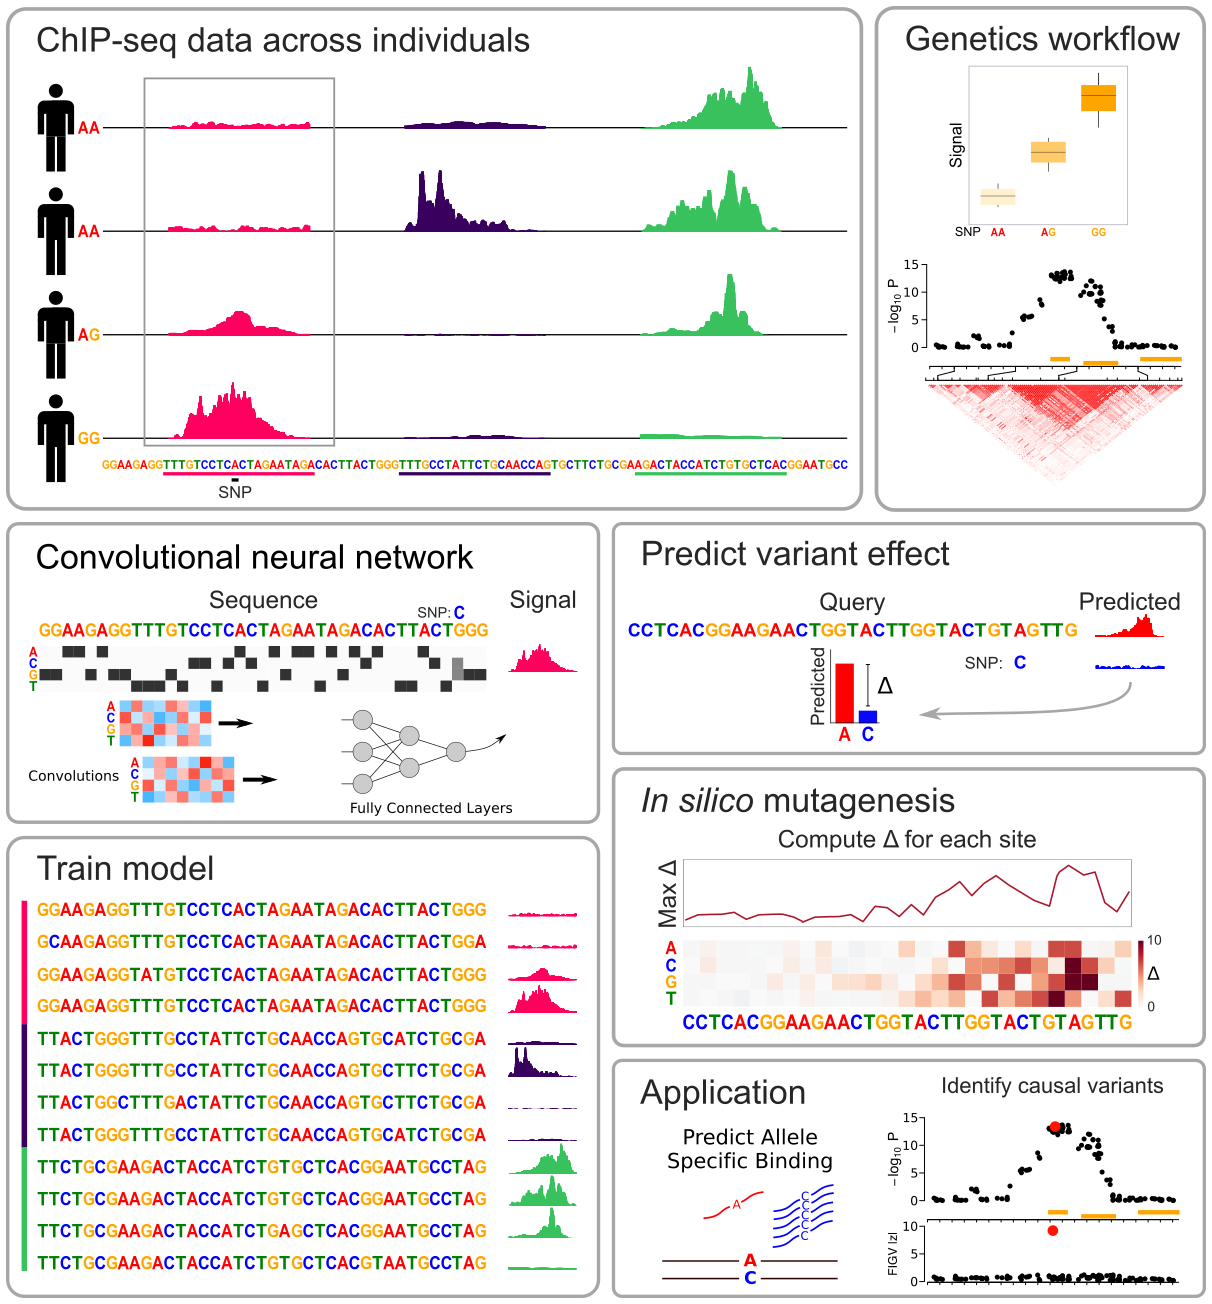 ChIP-seq data across individuals
AA
AA
AG
GG
GGAAGAGGTTTGTCCTCACTAGAATAGACACTTACTGGGTTTGCCTATTCTGCAACCAGTGCTTCTGCGAAGACTACCATCTGTGCTCACGGAATGCC
SNP
Genetics workflow
Signal
SNP AA AG GG
15
10
5
0
−log10 P
Convolutional neural network
Sequence
Signal
SNP: C
GGAAGAGGTTTGTCCTCACTAGAATAGACACTTACTGGG
A
C
G
T
A
C
G
T
Convolutions
A
C
G
T
Fully Connected Layers
Predict variant effect
Query
Predicted
CCTCACGGAAGAACTGGTACTTGGTACTGTAGTTG
SNP: C
Predicted
Δ
A C
Train model
GGAAGAGGTTTGTCCTCACTAGAATAGACACTTACTGGG
GCAAGAGGTTTGTCCTCACTAGAATAGACACTTACTGGA
GGAAGAGGTATGTCCTCACTAGAATAGACACTTACTGGG
GGAAGAGGTTTGTCCTCACTAGAATAGACACTTACTGGG
TTACTGGGTTTGCCTATTCTGCAACCAGTGCATCTGCGA
TTACTGGGTTTGCCTATTCTGCAACCAGTGCTTCTGCGA
TTACTGGCTTTGACTATTCTGCAACCAGTGCTTCTGCGA
TTACTGGGTTTGCCTATTCTGCAACCAGTGCATCTGCGA
TTCTGCGAAGACTACCATCTGTGCTCACGGAATGCCTAG
TTCTGCGAAGACTACCATCTGTGCTCACGGAATGCCTAG
TTCTGCGAAGACTACCATCTGAGCTCACGGAATGCCTAG
TTCTGCGAAGACTACCATCTGTGCTCACGTAATGCCTAG
In silico mutagenesis
Compute Δ for each site
Max Δ
A
C
G
T
10
Δ
0
CCTCACGGAAGAACTGGTACTTGGTACTGTAGTTG
Application
Predict Allele
Specific Binding
A
C
C
C
C
C
A
C
Identify causal variants
15
10
5
0
−log10 P
10
5
0
FIGV |z|